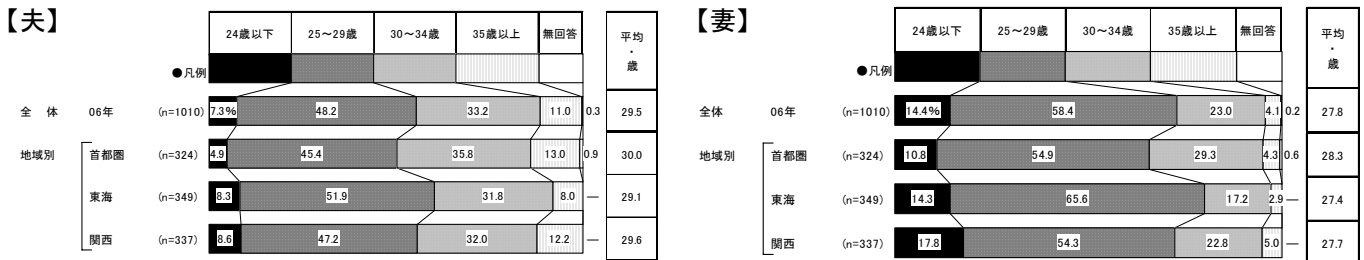 【夫】
24歳以下 25～29歳 30～34歳 35歳以上 無回答 平均・歳
●凡例
全 体 06年 (n=1010) 7.3% 48.2 33.2 11.0 0.3 29.5
地域別 首都圏 (n=324) 4.9 45.4 35.8 13.0 0.9 30.0
東海 (n=349) 8.3 51.9 31.8 8.0 — 29.1
関西 (n=337) 8.6 47.2 32.0 12.2 — 29.6
【妻】
24歳以下 25～29歳 30～34歳 35歳以上 無回答 平均・歳
●凡例
全体 06年 (n=1010) 14.4% 58.4 23.0 4.1 0.2 27.8
地域別 首都圏 (n=324) 10.8 54.9 29.3 4.3 0.6 28.3
東海 (n=349) 14.3 65.6 17.2 2.9 — 27.4
関西 (n=337) 17.8 54.3 22.8 5.0 — 27.7